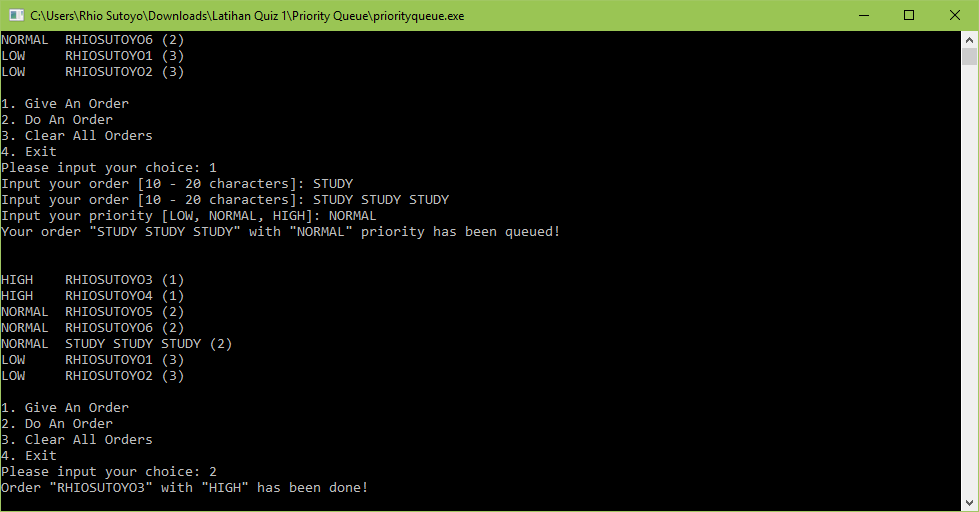 C:\Users\Rhio Sutoyo\Downloads\Latihan Quiz 1\Priority Queue\priorityqueue.exe
NORMAL  RHIOSUTOYO6 (2)
LOW     RHIOSUTOYO1 (3)
LOW     RHIOSUTOYO2 (3)
1. Give An Order
2. Do An Order
3. Clear All Orders
4. Exit
Please input your choice: 1
Input your order [10 - 20 characters]: STUDY
Input your order [10 - 20 characters]: STUDY STUDY STUDY
Input your priority [LOW, NORMAL, HIGH]: NORMAL
Your order "STUDY STUDY STUDY" with "NORMAL" priority has been queued!
HIGH    RHIOSUTOYO3 (1)
HIGH    RHIOSUTOYO4 (1)
NORMAL  RHIOSUTOYO5 (2)
NORMAL  RHIOSUTOYO6 (2)
NORMAL  STUDY STUDY STUDY (2)
LOW     RHIOSUTOYO1 (3)
LOW     RHIOSUTOYO2 (3)
1. Give An Order
2. Do An Order
3. Clear All Orders
4. Exit
Please input your choice: 2
Order "RHIOSUTOYO3" with "HIGH" has been done!